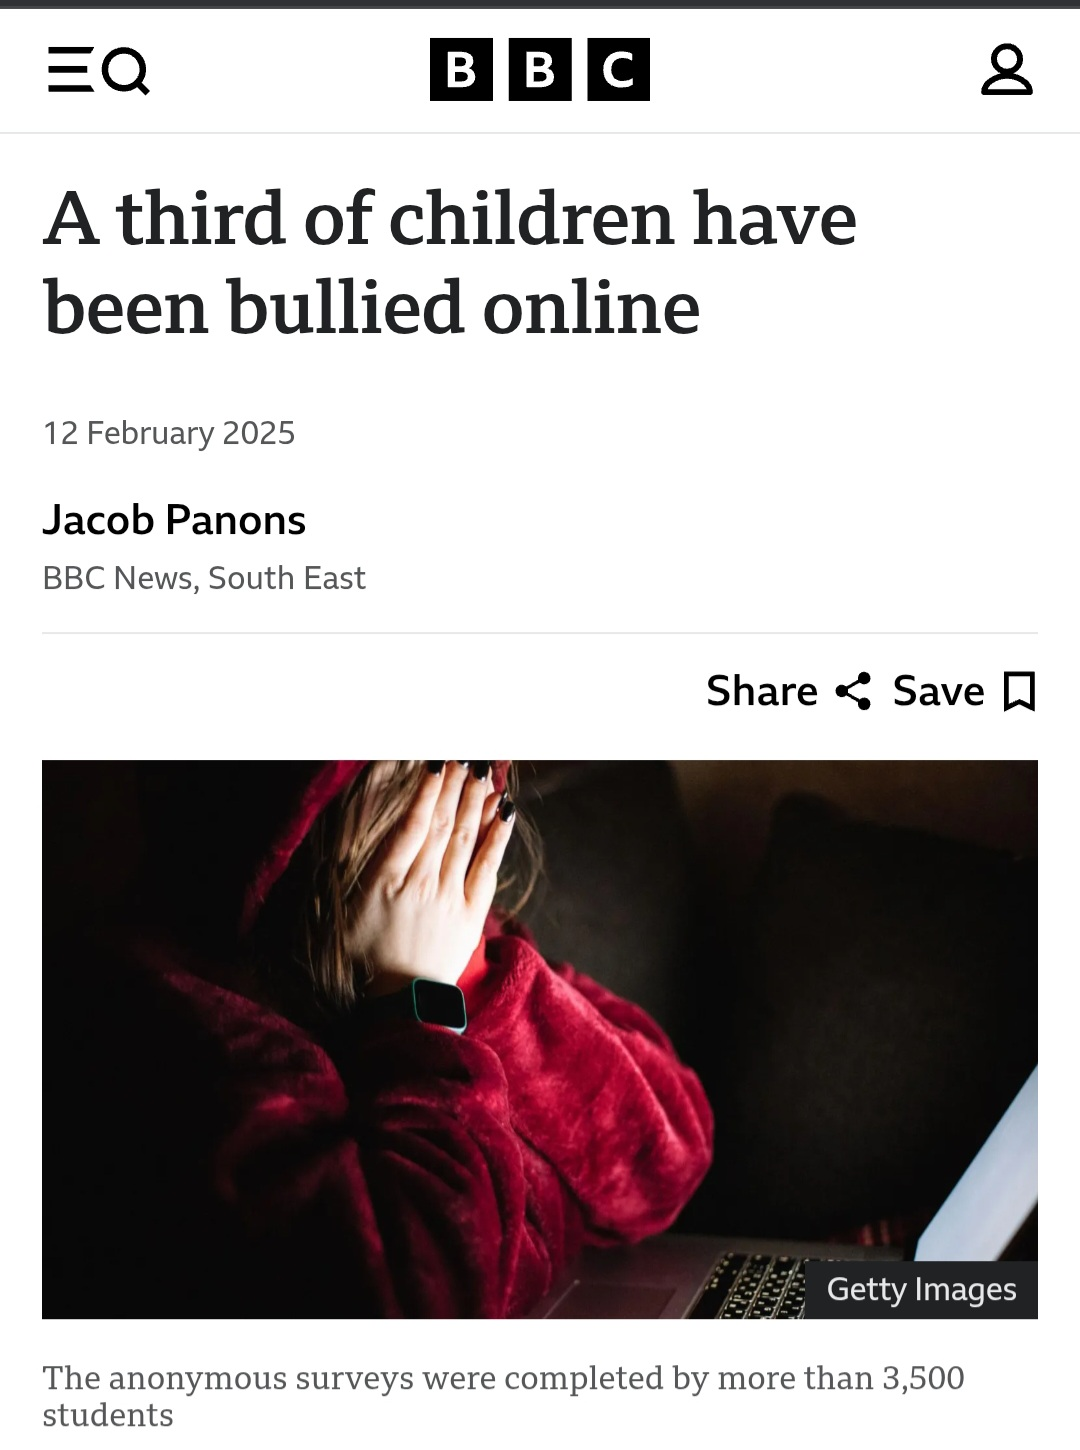 BBC
A third of children have
been bullied online
12 February 2025
Jacob Panons
BBC News, South East
Share Save
Getty Images
The anonymous surveys were completed by more than 3,500
students